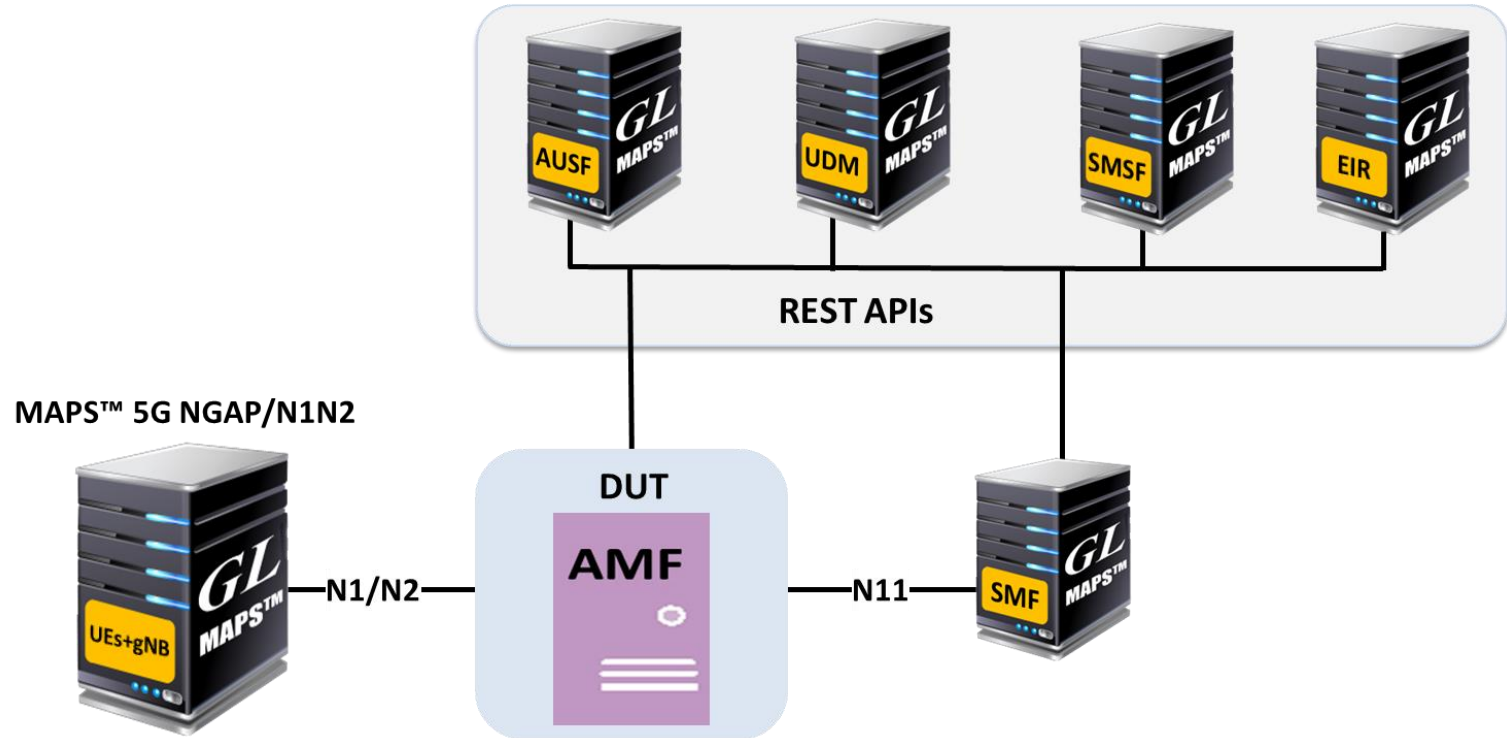 GL
MAPS™
AUSF
GL
MAPS™
UDM
GL
MAPS™
SMSF
GL
MAPS™
EIR
REST APIs
MAPS™ 5G NGAP/N1N2
GL
MAPS™
UEs+gNB
N1/N2
DUT
AMF
N11
GL
MAPS™
SMF